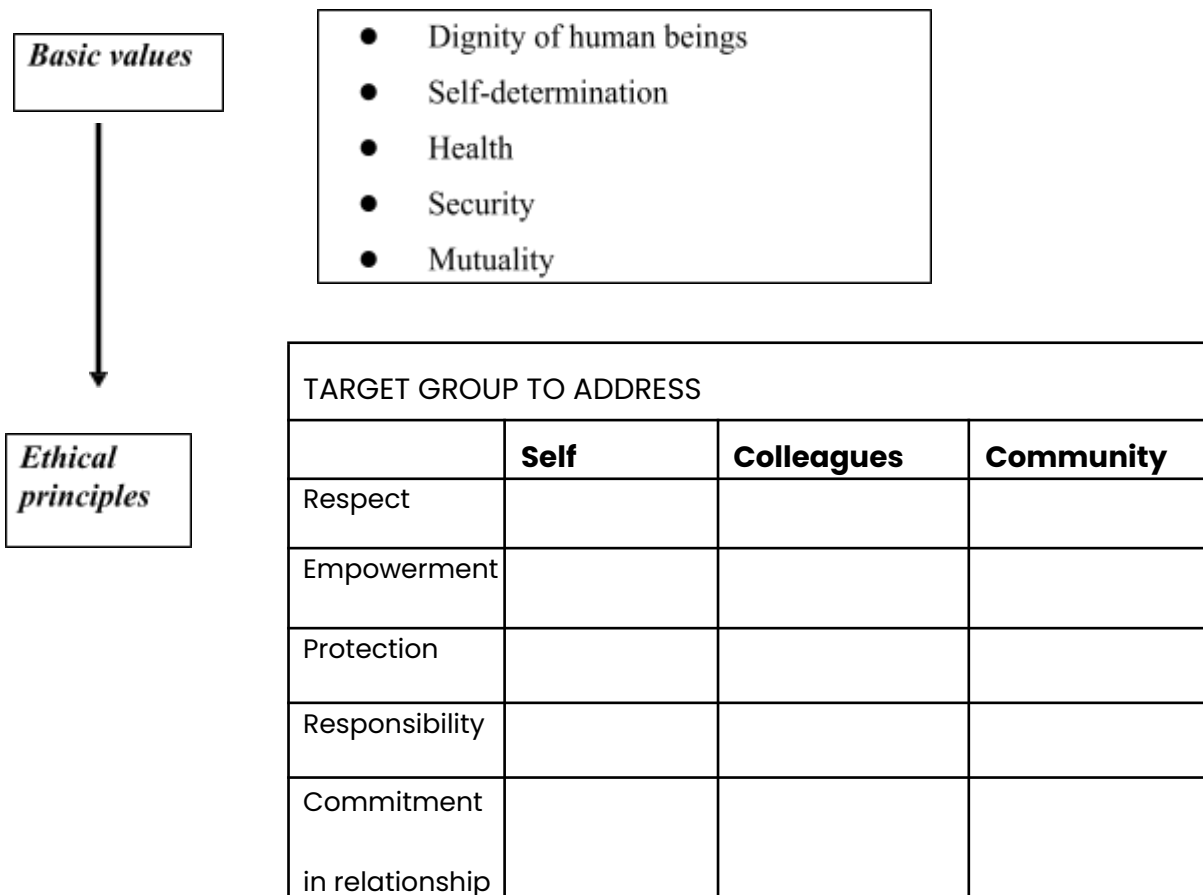 Basic values
● Dignity of human beings
● Self-determination
● Health
● Security
● Mutuality
TARGET GROUP TO ADDRESS
Self Colleagues Community
Ethical
principles
Respect
Empowerment
Protection
Responsibility
Commitment
in relationship